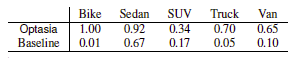 Bike Sedan SUV Truck Van
Optasia 1.00 0.92 0.34 0.70 0.65
Baseline 0.01 0.67 0.17 0.05 0.10